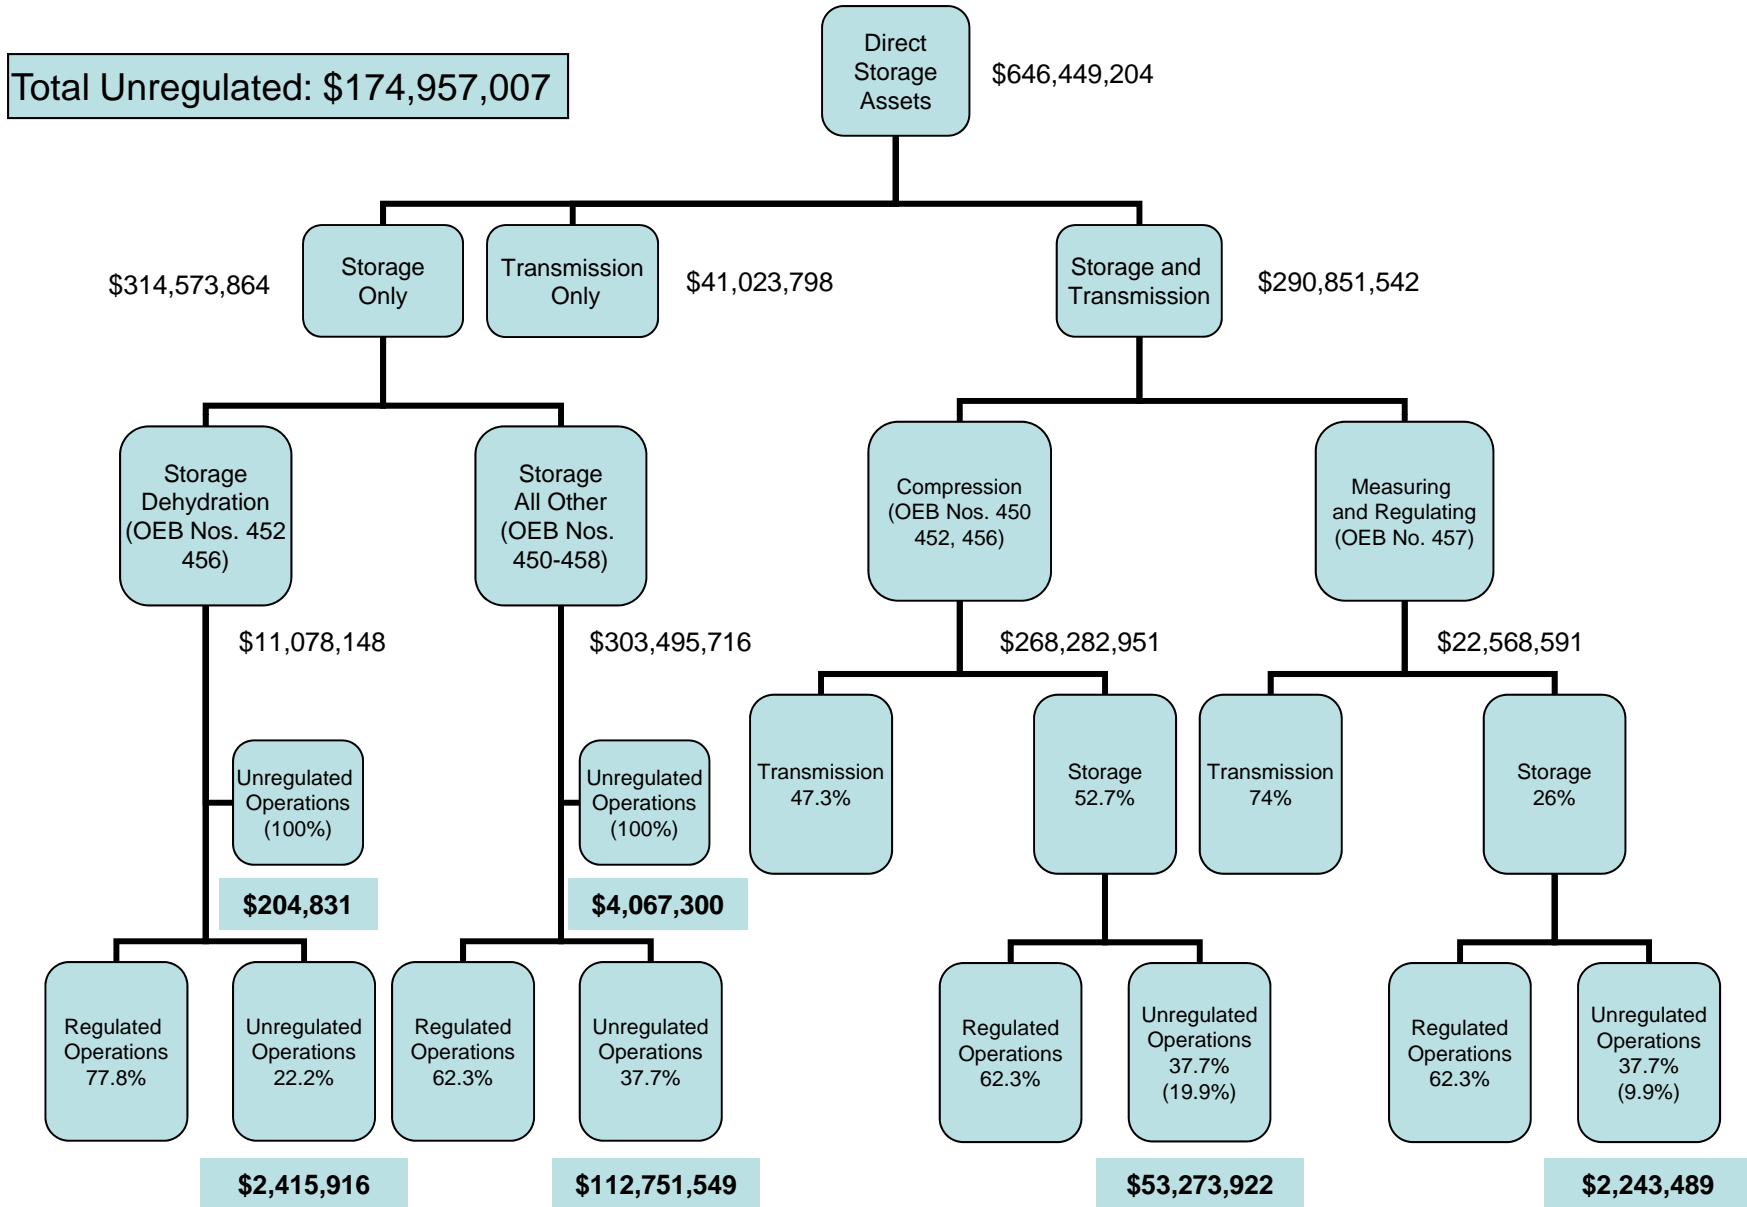 Total Unregulated: $174,957,007
Direct
Storage
Assets
$646,449,204
$314,573,864
Storage
Only
Transmission
Only
$41,023,798
Storage and
Transmission
$290,851,542
Storage
Dehydration
(OEB Nos. 452
456)
Storage
All Other
(OEB Nos.
450-458)
Compression
(OEB Nos. 450
452, 456)
Measuring
and Regulating
(OEB No. 457)
$11,078,148
$303,495,716
$268,282,951
$22,568,591
Unregulated
Operations
(100%)
Unregulated
Operations
(100%)
Transmission
47.3%
Storage
52.7%
Transmission
74%
Storage
26%
$204,831
$4,067,300
Regulated
Operations
77.8%
Unregulated
Operations
22.2%
Regulated
Operations
62.3%
Unregulated
Operations
37.7%
Regulated
Operations
62.3%
Unregulated
Operations
37.7%
(19.9%)
Regulated
Operations
62.3%
Unregulated
Operations
37.7%
(9.9%)
$2,415,916
$112,751,549
$53,273,922
$2,243,489